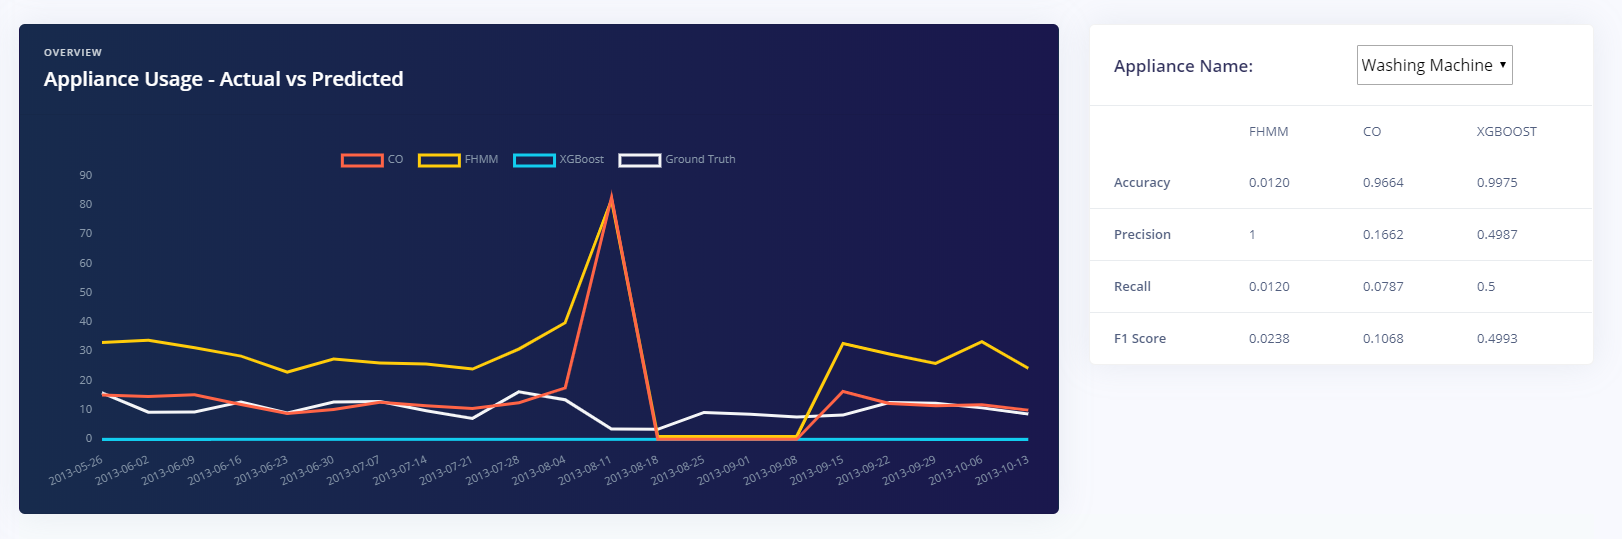 OVERVIEW
Appliance Usage - Actual vs Predicted
CO FHMM XGBoost Ground Truth
90
80
70
60
50
40
30
20
10
0
2013-05-26 2013-06-02 2013-06-09 2013-06-16 2013-06-23 2013-06-30 2013-07-07 2013-07-14 2013-07-21 2013-07-28 2013-08-04 2013-08-11 2013-08-18 2013-08-25 2013-09-01 2013-09-08 2013-09-15 2013-09-22 2013-09-29 2013-10-06 2013-10-13
Appliance Name: Washing Machine
FHMM CO XGBOOST
Accuracy 0.0120 0.9664 0.9975
Precision 1 0.1662 0.4987
Recall 0.0120 0.0787 0.5
F1 Score 0.0238 0.1068 0.4993